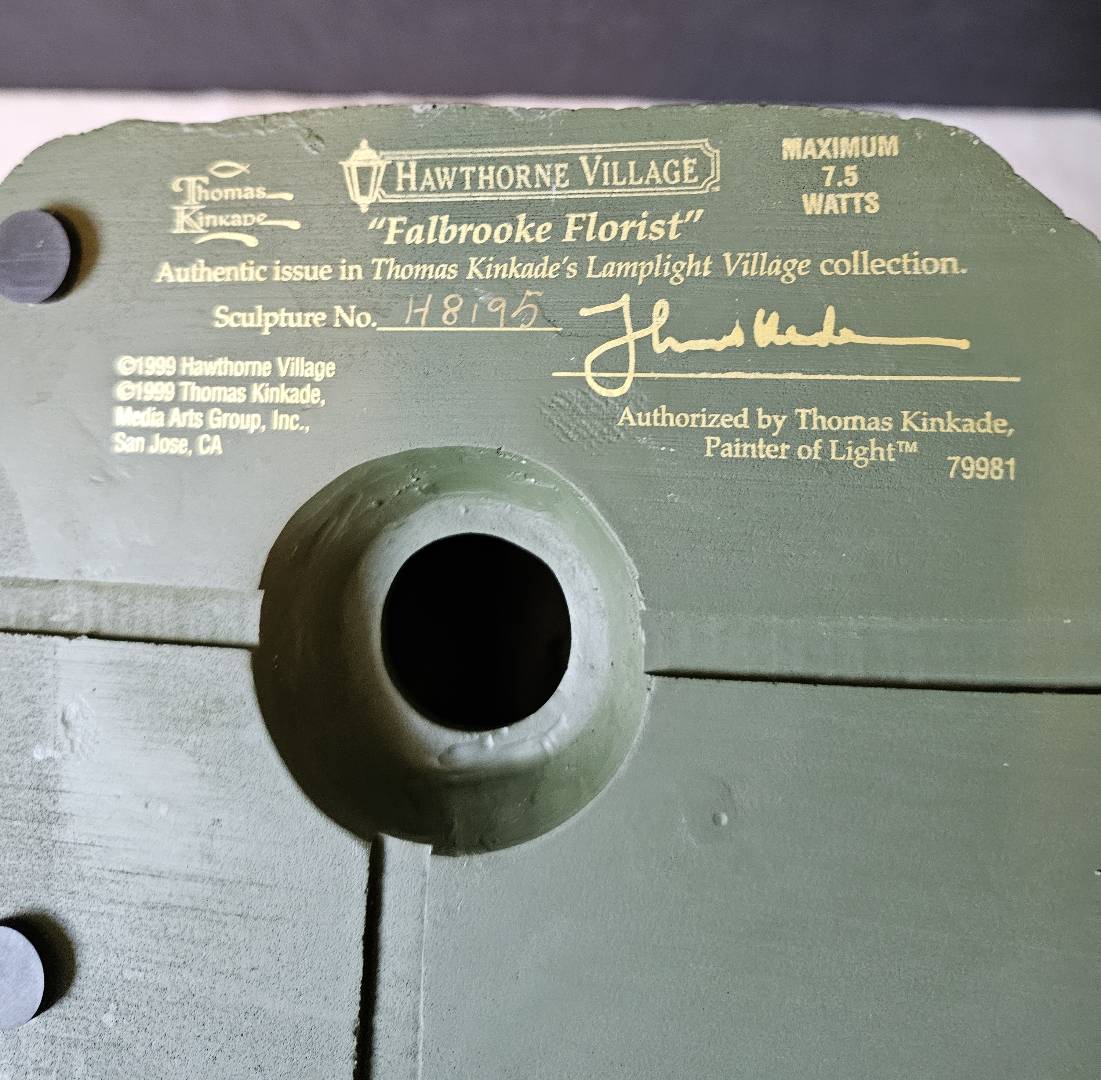 Thomas
Kinkade
HAWTHORNE VILLAGE
MAXIMUM
7.5
WATTS
“Falbrooke Florist”
Authentic issue in Thomas Kinkade's Lamplight Village collection.
Sculpture No. H8195
Thomas Kinkade
©1999 Hawthorne Village
©1999 Thomas Kinkade,
Media Arts Group, Inc.,
San Jose, CA
Authorized by Thomas Kinkade,
Painter of Light™
79981